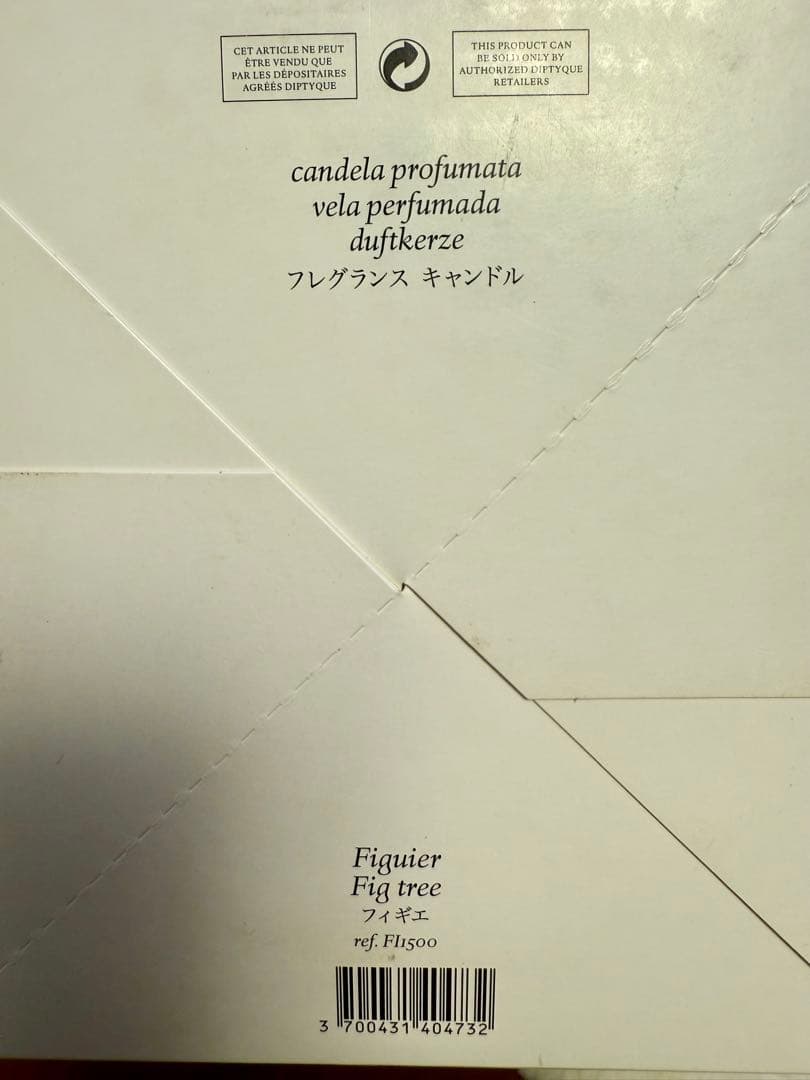 CET ARTICLE NE PEUT
ÊTRE VENDU QUE
PAR LES DÉPOSITAIRES
AGRÉÉS DIPTYQUE
THIS PRODUCT CAN
BE SOLD ONLY BY
AUTHORIZED DIPTYQUE
RETAILERS
candela profumata
vela perfumada
duftkerze
フレグランス キャンドル
Figuier
Fig tree
フィギエ
ref. FI1500
3 700431 404732